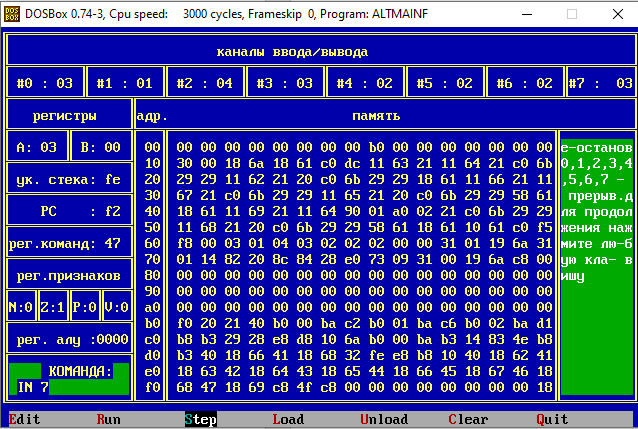 DOSBox 0.74-3, Cpu speed: 3000 cycles, Frameskip 0, Program: ALTMAINF
каналы ввода/вывода
#0 : 03 #1 : 01 #2 : 04 #3 : 03 #4 : 02 #5 : 02 #6 : 02 #7 : 03
регистры адр. память
A: 03 B: 00
ук. стека: fe
PC : f2
рег.команд: 47
рег.признаков
N:0 Z:1 P:0 V:0
рег. алу :0000
КОМАНДА:
IN 7
00 00 00 00 00 00 00 b0 00 00 00 00 00 00 00 00
10 30 00 18 6a 18 61 c0 dc 11 63 21 11 64 21 c0 6b
20 29 29 11 62 21 20 c0 6b 29 29 18 61 11 66 21 11
30 67 21 c0 6b 29 29 11 65 21 20 c0 6b 29 29 58 61
40 18 61 11 69 21 11 64 90 01 a0 02 21 c0 6b 29 29
50 11 68 21 20 c0 6b 29 29 58 61 18 61 10 61 c0 f5
60 f8 00 03 01 04 03 02 02 02 00 00 31 01 19 6a 31
70 01 14 82 20 8c 84 28 e0 73 09 31 00 19 6a c8 00
80 00 00 00 00 00 00 00 00 00 00 00 00 00 00 00
90 00 00 00 00 00 00 00 00 00 00 00 00 00 00 00
a0 00 00 00 00 00 00 00 00 00 00 00 00 00 00 00
b0 f0 20 21 40 b0 00 ba c2 b0 01 ba c6 b0 02 ba d1
c0 b8 b3 29 28 e8 d8 10 6a b0 00 ba b3 14 83 4e b8
d0 b3 40 18 66 41 18 68 32 fe e8 b8 10 40 18 62 41
e0 18 63 42 18 64 43 18 65 44 18 66 45 18 67 46 18
f0 68 47 18 69 c8 4f c8 00 00 00 00 00 00 00 00 18
e-останов
0,1,2,3,4
,5,6,7 -
прерыв.д
ля продол
жения наж
мите лю-б
ую кла- в
ишу
Edit Run Step Load Unload Clear Quit